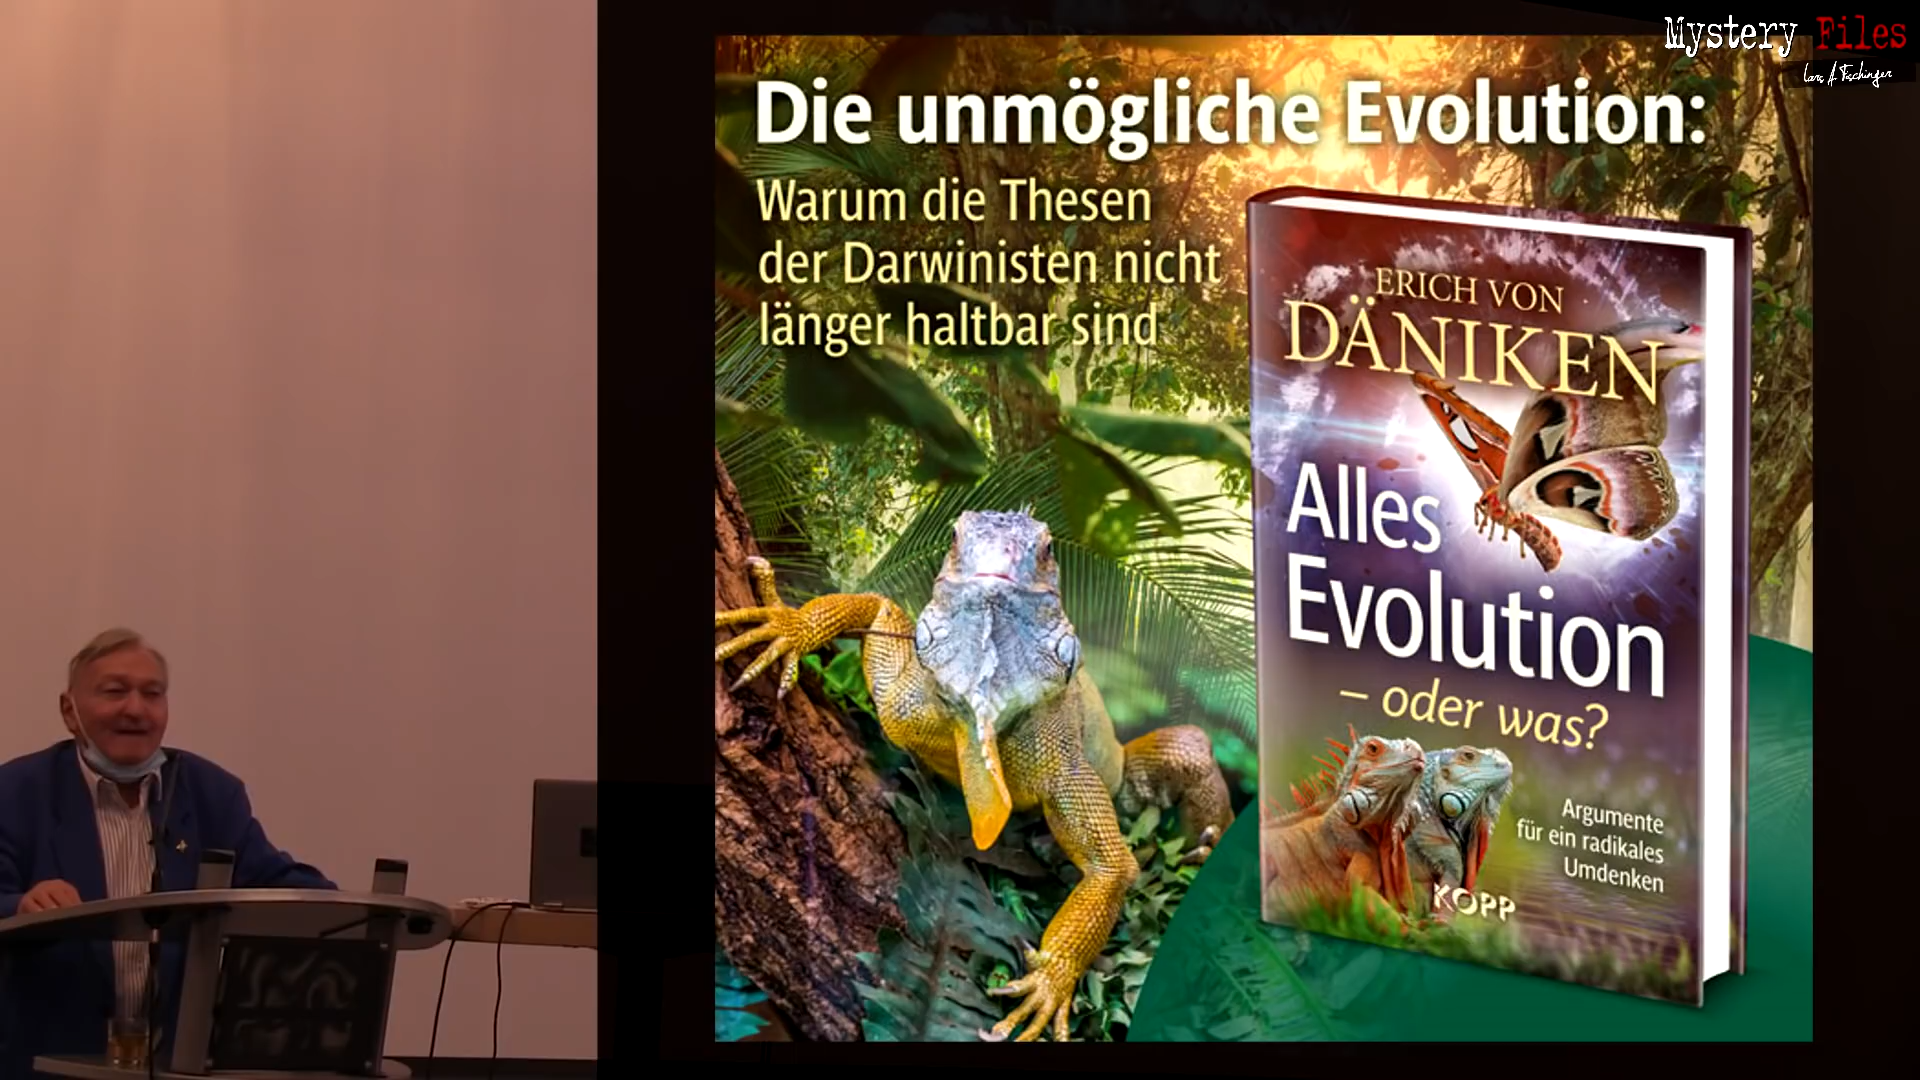 Mystery Files
Lars A. Fischinger
Die unmögliche Evolution:
Warum die Thesen
der Darwinisten nicht
länger haltbar sind
ERICH VON
DÄNIKEN
Alles
Evolution
– oder was?
Argumente
für ein radikales
Umdenken
KOPP